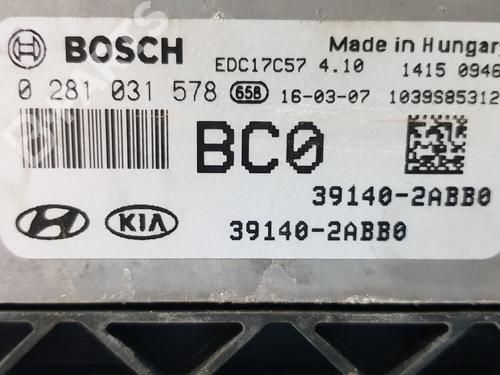 BOSCH
Made in Hungar
EDC17C57 4.10
1415 0946
0 281 031 578
658
16-03-07
1039S85312
BC0
39140-2ABB0
KIA
39140-2ABB0